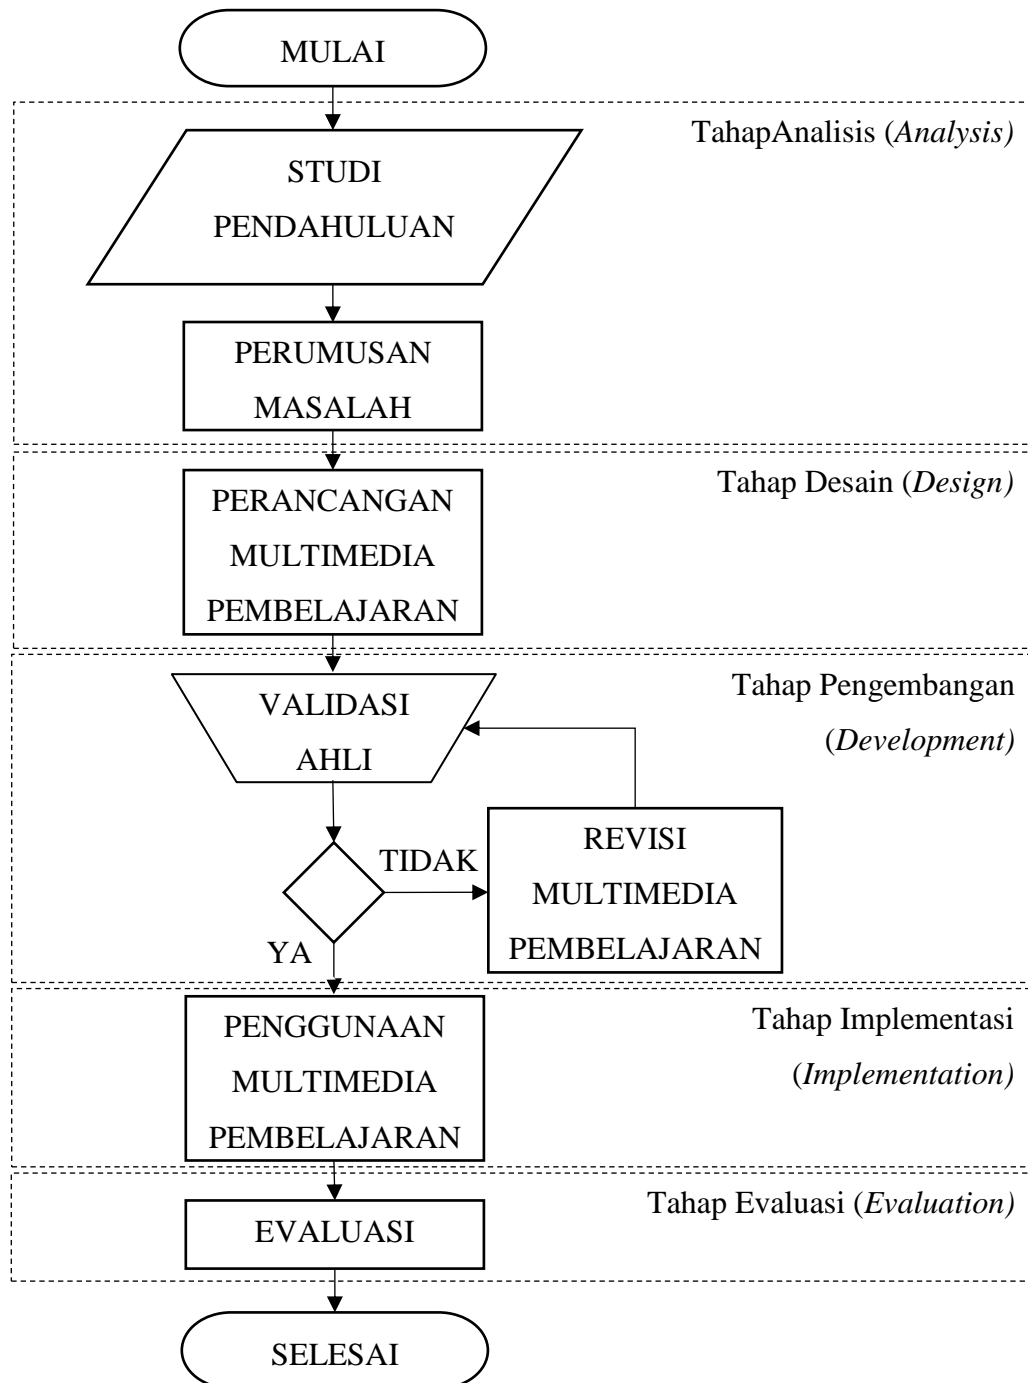 MULAI
TahapAnalisis (Analysis)
STUDI
PENDAHULUAN
PERUMUSAN
MASALAH
Tahap Desain (Design)
PERANCANGAN
MULTIMEDIA
PEMBELAJARAN
Tahap Pengembangan
(Development)
VALIDASI
AHLI
TIDAK
REVISI
MULTIMEDIA
PEMBELAJARAN
YA
Tahap Implementasi
(Implementation)
PENGGUNAAN
MULTIMEDIA
PEMBELAJARAN
Tahap Evaluasi (Evaluation)
EVALUASI
SELESAI